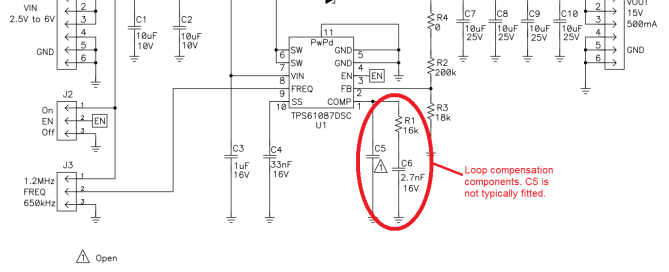 VIN
2.5V to 6V
GND
2
3
4
5
6
C1
10uF
10V
C2
10uF
10V
R4
0
C7
10uF
25V
C8
10uF
25V
C9
10uF
25V
C10
10uF
25V
2
3
4
5
6
VOUT
15V
500mA
GND
11
PwPd
6 SW GND 5
7 SW GND 4
8 VIN EN 3 EN
9 FREQ FB 2
10 SS COMP 1
TPS61087DSC
U1
R2
200k
R3
18k
J2
On 1
EN 2 EN
Off 3
J3
1.2MHz 1
FREQ 2
650kHz 3
C3
1uF
16V
C4
33nF
16V
R1
16k
C5
1
C6
2.7nF
16V
Loop compensation
components. C5 is
not typically fitted.
1 Open